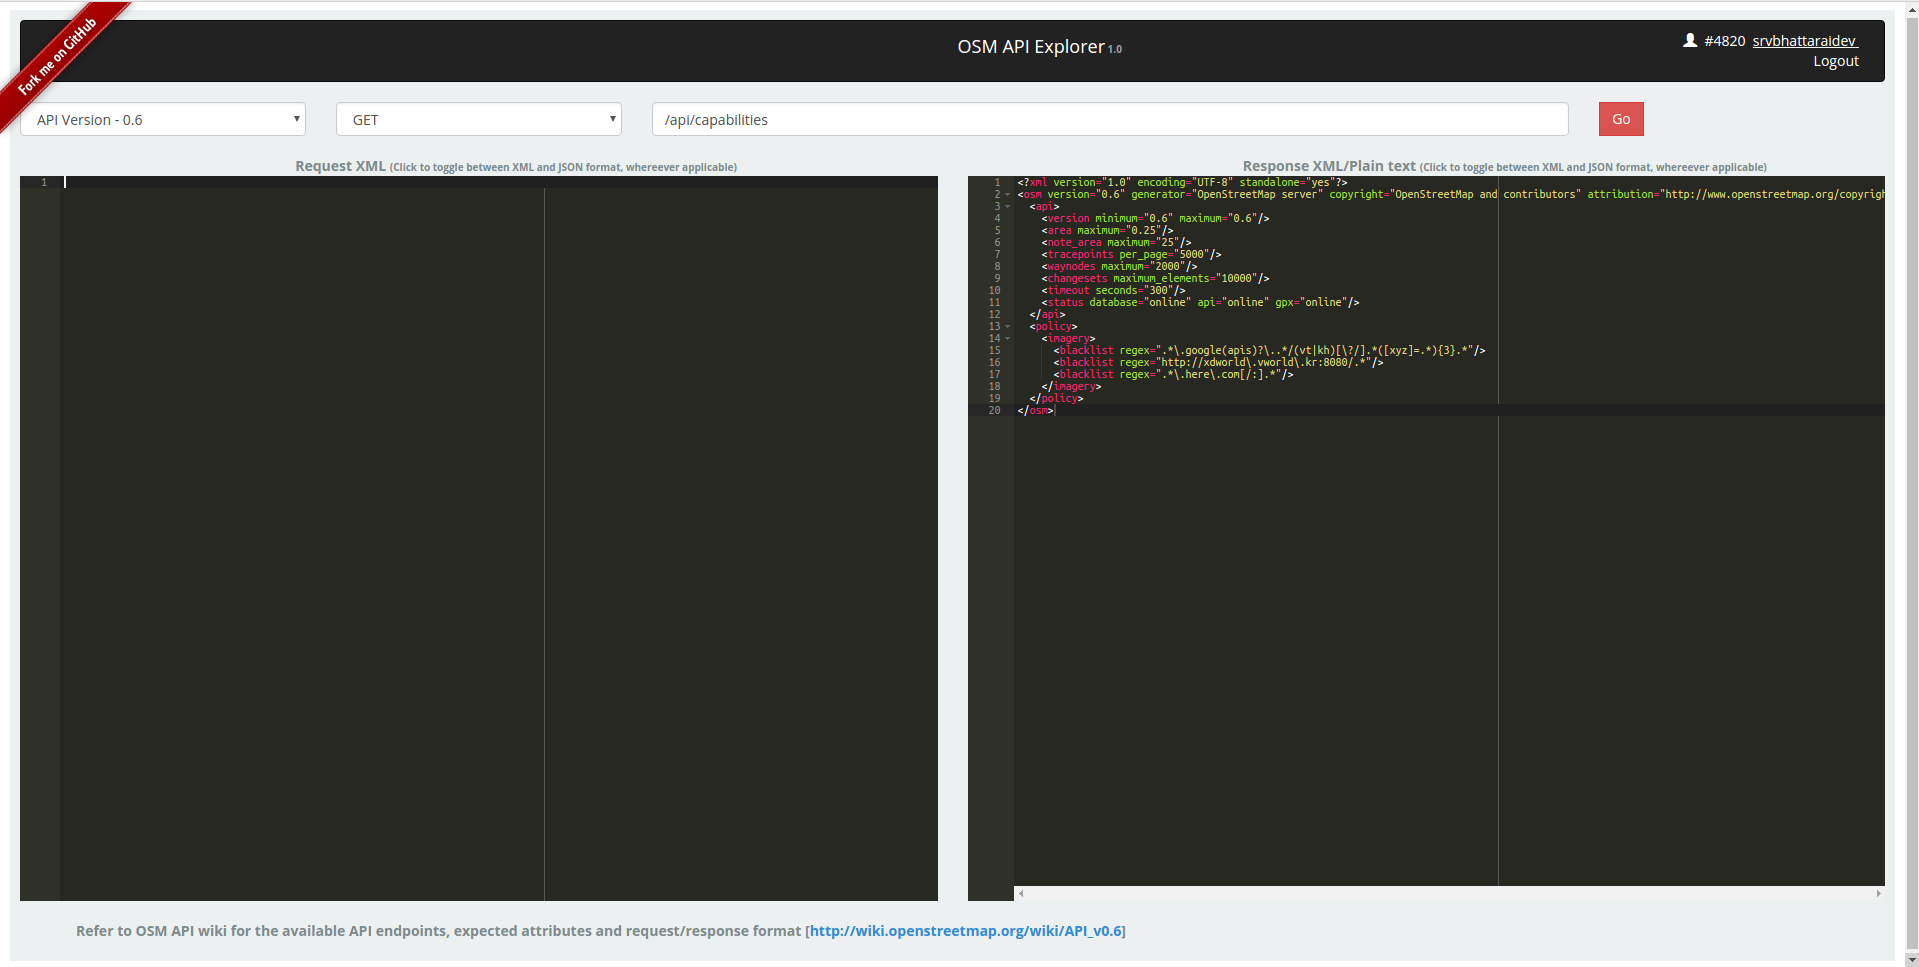 Fork me on GitHub
OSM API Explorer 1.0
#4820 srvbhattaraidev
Logout
API Version - 0.6
GET
/api/capabilities
Go
Request XML (Click to toggle between XML and JSON format, whereever applicable)
1
Response XML/Plain text (Click to toggle between XML and JSON format, whereever applicable)
1 <?xml version="1.0" encoding="UTF-8" standalone="yes"?>
2 <osm version="0.6" generator="OpenStreetMap server" copyright="OpenStreetMap and contributors" attribution="http://www.openstreetmap.org/copyrigh
3 <api>
4 <version minimum="0.6" maximum="0.6"/>
5 <area maximum="0.25"/>
6 <note_area maximum="25"/>
7 <tracepoints per_page="5000"/>
8 <waynodes maximum="2000"/>
9 <changesets maximum_elements="10000"/>
10 <timeout seconds="300"/>
11 <status database="online" api="online" gpx="online"/>
12 </api>
13 <policy>
14 <imagery>
15 <blacklist regex=".*\.google(apis)?\..*/(vt|kh)[\?/].*([xyz]=.*){3}.*"/>
16 <blacklist regex="http://xdworld\.vworld\.kr:8080/.*"/>
17 <blacklist regex=".*\.here\.com[/:].*"/>
18 </imagery>
19 </policy>
20 </osm>
Refer to OSM API wiki for the available API endpoints, expected attributes and request/response format [http://wiki.openstreetmap.org/wiki/API_v0.6]